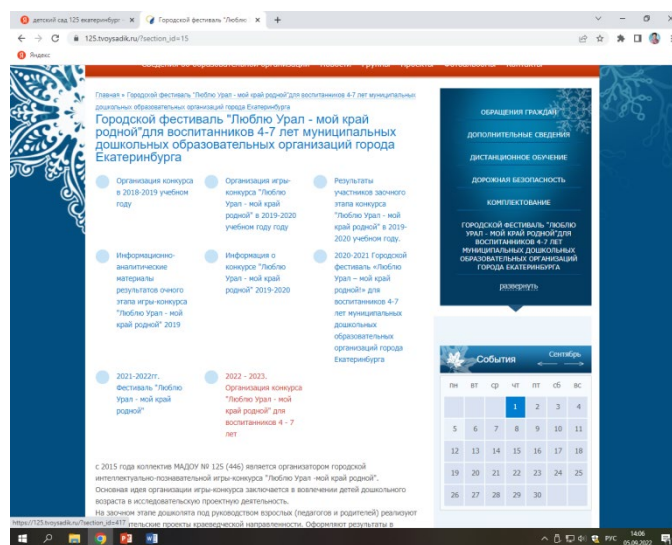 детский сад 125 екатеринбург
Городской фестиваль "Люблю
125.tvoysadik.ru/?section_id=15
Яндекс
Главная » Городской фестиваль "Люблю Урал - мой край родной"для воспитанников 4-7 лет муниципальных
дошкольных образовательных организаций города Екатеринбурга
Городской фестиваль "Люблю Урал - мой край
родной"для воспитанников 4-7 лет муниципальных
дошкольных образовательных организаций города
Екатеринбурга
Организация конкурса
в 2018-2019 учебном
году
Организация игры-
конкурса "Люблю
Урал - мой край
родной" в 2019-2020
учебном году году
Результаты
участников заочного
этапа конкурса
"Люблю Урал - мой
край родной" в 2019-
2020 учебном году.
Информационно-
аналитические
материалы
результатов очного
этапа игры-конкурса
"Люблю Урал - мой
край родной" 2019
Информация о
конкурсе "Люблю
Урал - мой край
родной" 2019-2020
2020-2021 Городской
фестиваль «Люблю
Урал – мой край
родной!» для
воспитанников 4-7
лет муниципальных
дошкольных
образовательных
организаций города
Екатеринбурга
2021-2022гг.
Фестиваль "Люблю
Урал - мой край
родной"
2022 - 2023.
Организация конкурса
"Люблю Урал - мой
край родной" для
воспитанников 4 - 7
лет
с 2015 года коллектив МАДОУ № 125 (446) является организатором городской
интеллектуально-познавательной игры-конкурса "Люблю Урал -мой край родной".
Основная идея организации игры-конкурса заключается в вовлечении детей дошкольного
возраста в исследовательскую проектную деятельность.
На заочном этапе дошколята под руководством взрослых (педагогов и родителей) реализуют
проекты краеведческой направленности. Оформляют результаты в
https://125.tvoysadik.ru/?section_id=417
ОБРАЩЕНИЯ ГРАЖДАН
ДОПОЛНИТЕЛЬНЫЕ СВЕДЕНИЯ
ДИСТАНЦИОННОЕ ОБУЧЕНИЕ
ДОРОЖНАЯ БЕЗОПАСНОСТЬ
КОМПЛЕКТОВАНИЕ
ГОРОДСКОЙ ФЕСТИВАЛЬ "ЛЮБЛЮ
УРАЛ - МОЙ КРАЙ РОДНОЙ"ДЛЯ
ВОСПИТАННИКОВ 4-7 ЛЕТ
МУНИЦИПАЛЬНЫХ ДОШКОЛЬНЫХ
ОБРАЗОВАТЕЛЬНЫХ ОРГАНИЗАЦИЙ
ГОРОДА ЕКАТЕРИНБУРГА
развернуть
События
Сентябрь
пн вт ср чт пт сб вс
1 2 3 4
5 6 7 8 9 10 11
12 13 14 15 16 17 18
19 20 21 22 23 24 25
26 27 28 29 30
РУС
14:06
05.09.2022